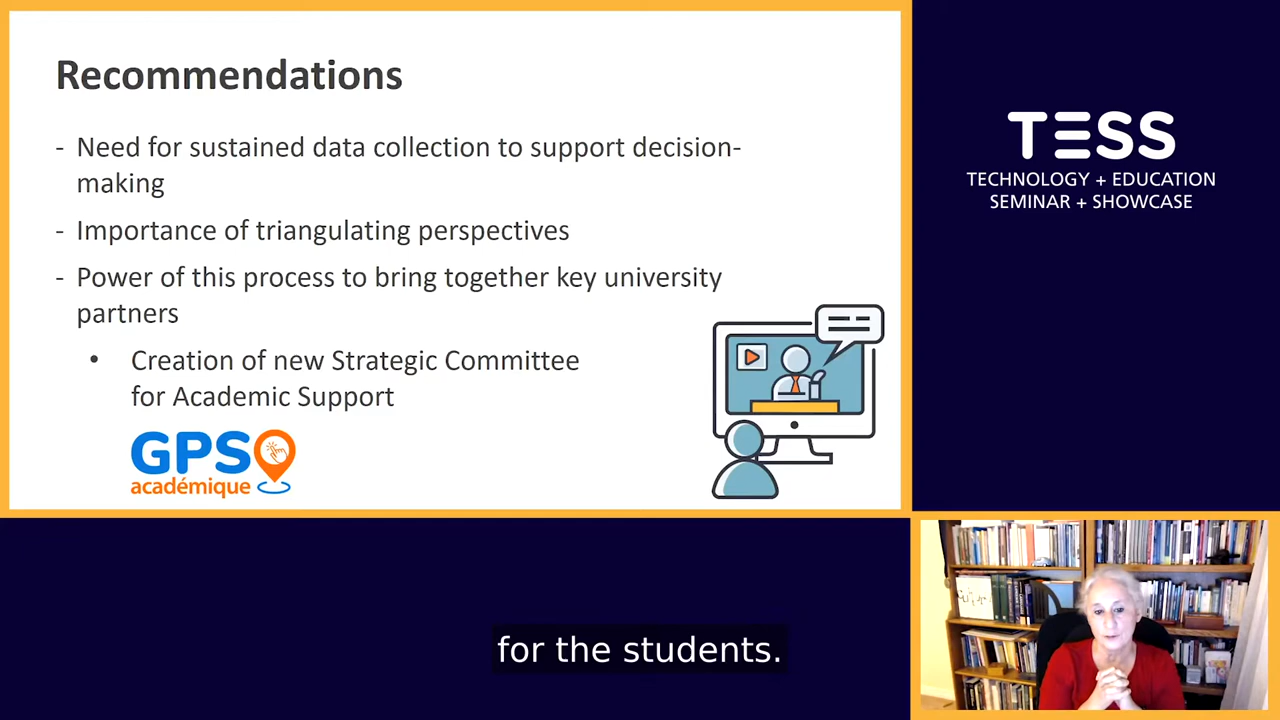 Recommendations
- Need for sustained data collection to support decision-
making
- Importance of triangulating perspectives
- Power of this process to bring together key university
partners
• Creation of new Strategic Committee
for Academic Support
GPS
académique
TESS
TECHNOLOGY + EDUCATION
SEMINAR + SHOWCASE
for the students.